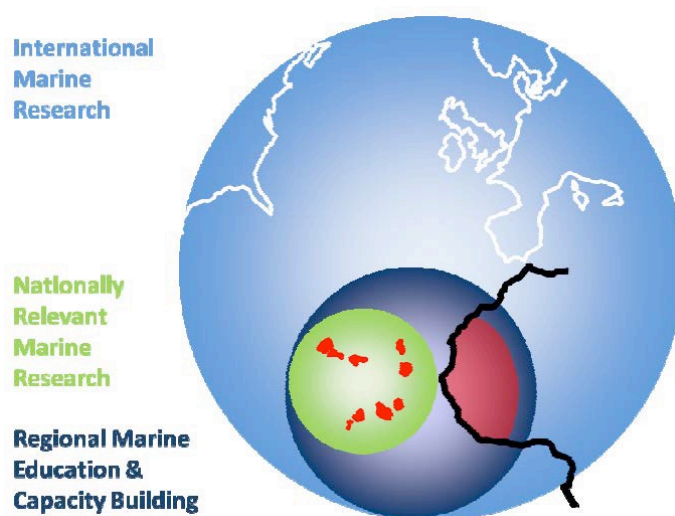 International
Marine
Research
Nationally
Relevant
Marine
Research
Regional Marine
Education &
Capacity Building